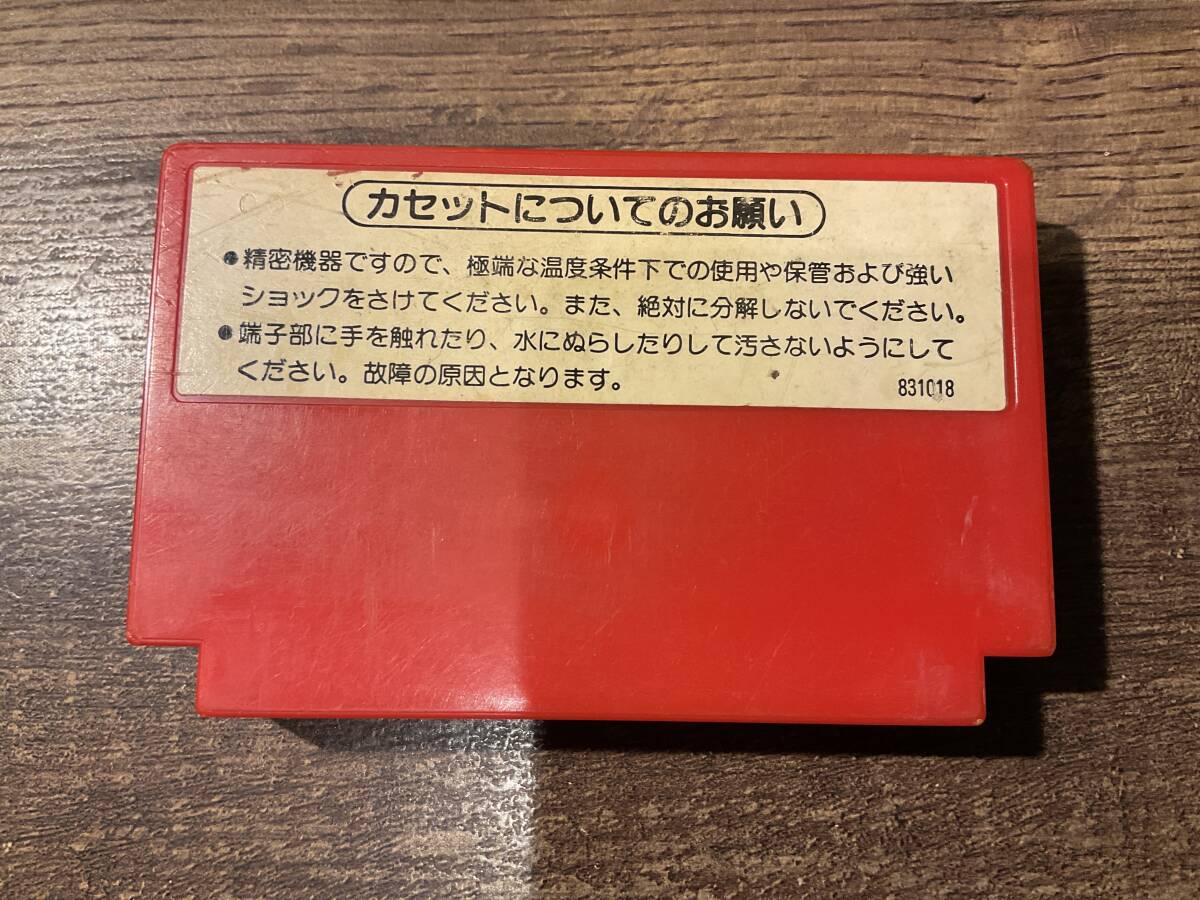 カセットについてのお願い
●精密機器ですので、極端な温度条件下での使用や保管および強い
ショックをさけてください。また、絶対に分解しないでください。
●端子部に手を触れたり、水にぬらしたりして汚さないようにして
ください。故障の原因となります。
831018